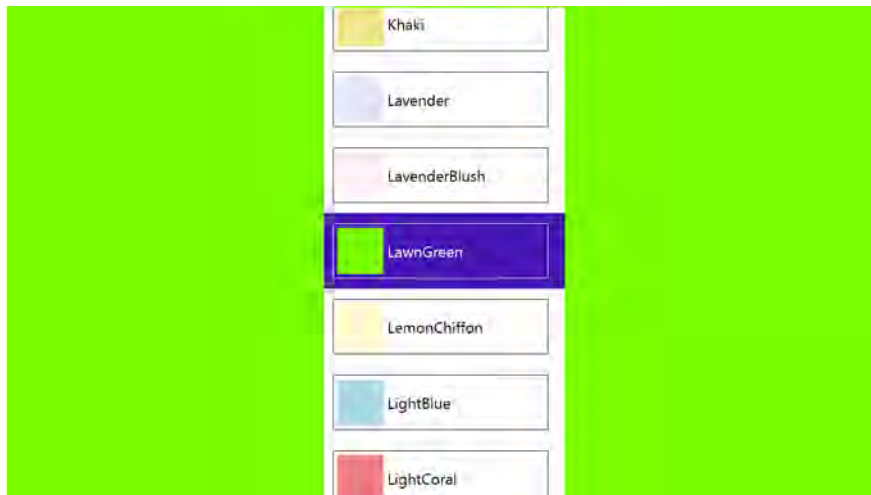 Khaki
Lavender
LavenderBlush
LawnGreen
LemonChiffon
LightBlue
LightCoral